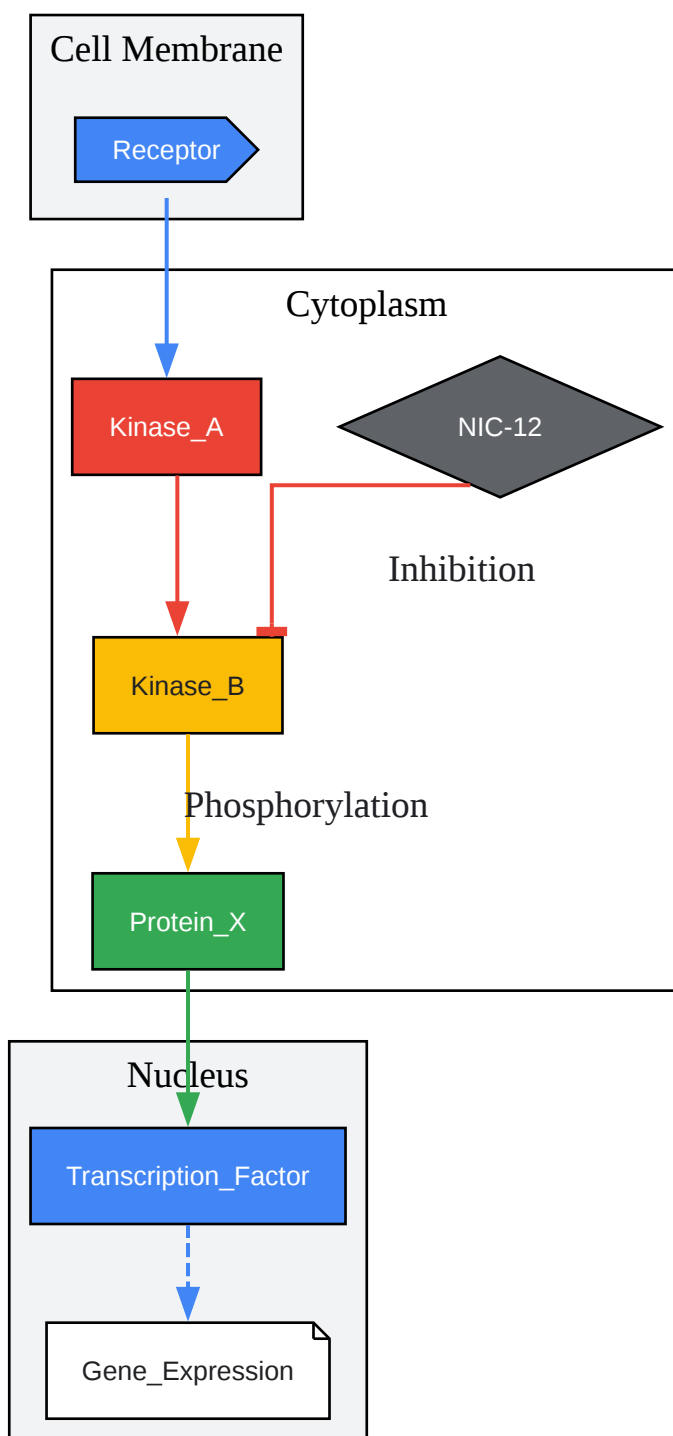 Cell Membrane
Receptor
Cytoplasm
Kinase_A
NIC-12
Inhibition
Kinase_B
Phosphorylation
Protein_X
Nucleus
Transcription_Factor
Gene_Expression